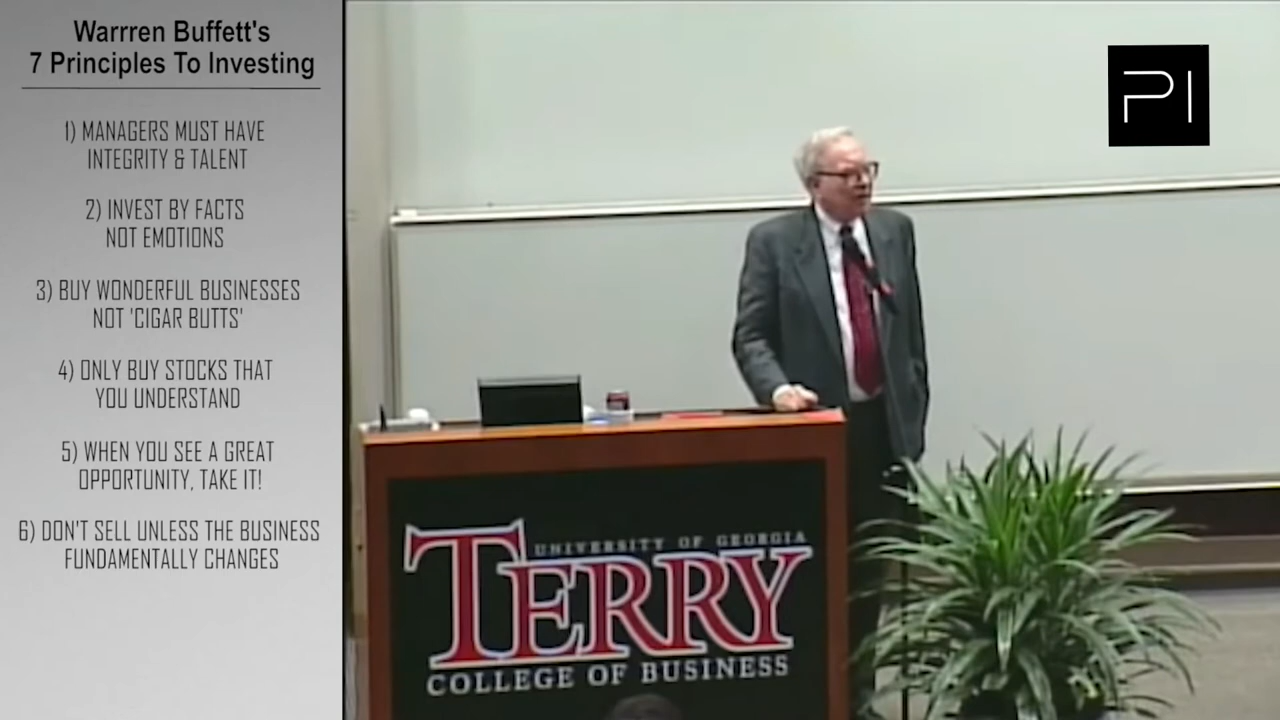 Warrren Buffett's
7 Principles To Investing
1) MANAGERS MUST HAVE
INTEGRITY & TALENT
2) INVEST BY FACTS
NOT EMOTIONS
3) BUY WONDERFUL BUSINESSES
NOT 'CIGAR BUTTS'
4) ONLY BUY STOCKS THAT
YOU UNDERSTAND
5) WHEN YOU SEE A GREAT
OPPORTUNITY, TAKE IT!
6) DON'T SELL UNLESS THE BUSINESS
FUNDAMENTALLY CHANGES
PI
UNIVERSITY OF GEORGIA
TERRY
COLLEGE OF BUSINESS